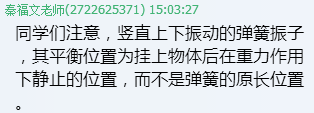 秦福文老师(2722625371) 15:03:27
同学们注意，竖直上下振动的弹簧振子
，其平衡位置为挂上物体后在重力作用
下静止的位置，而不是弹簧的原长位置
。